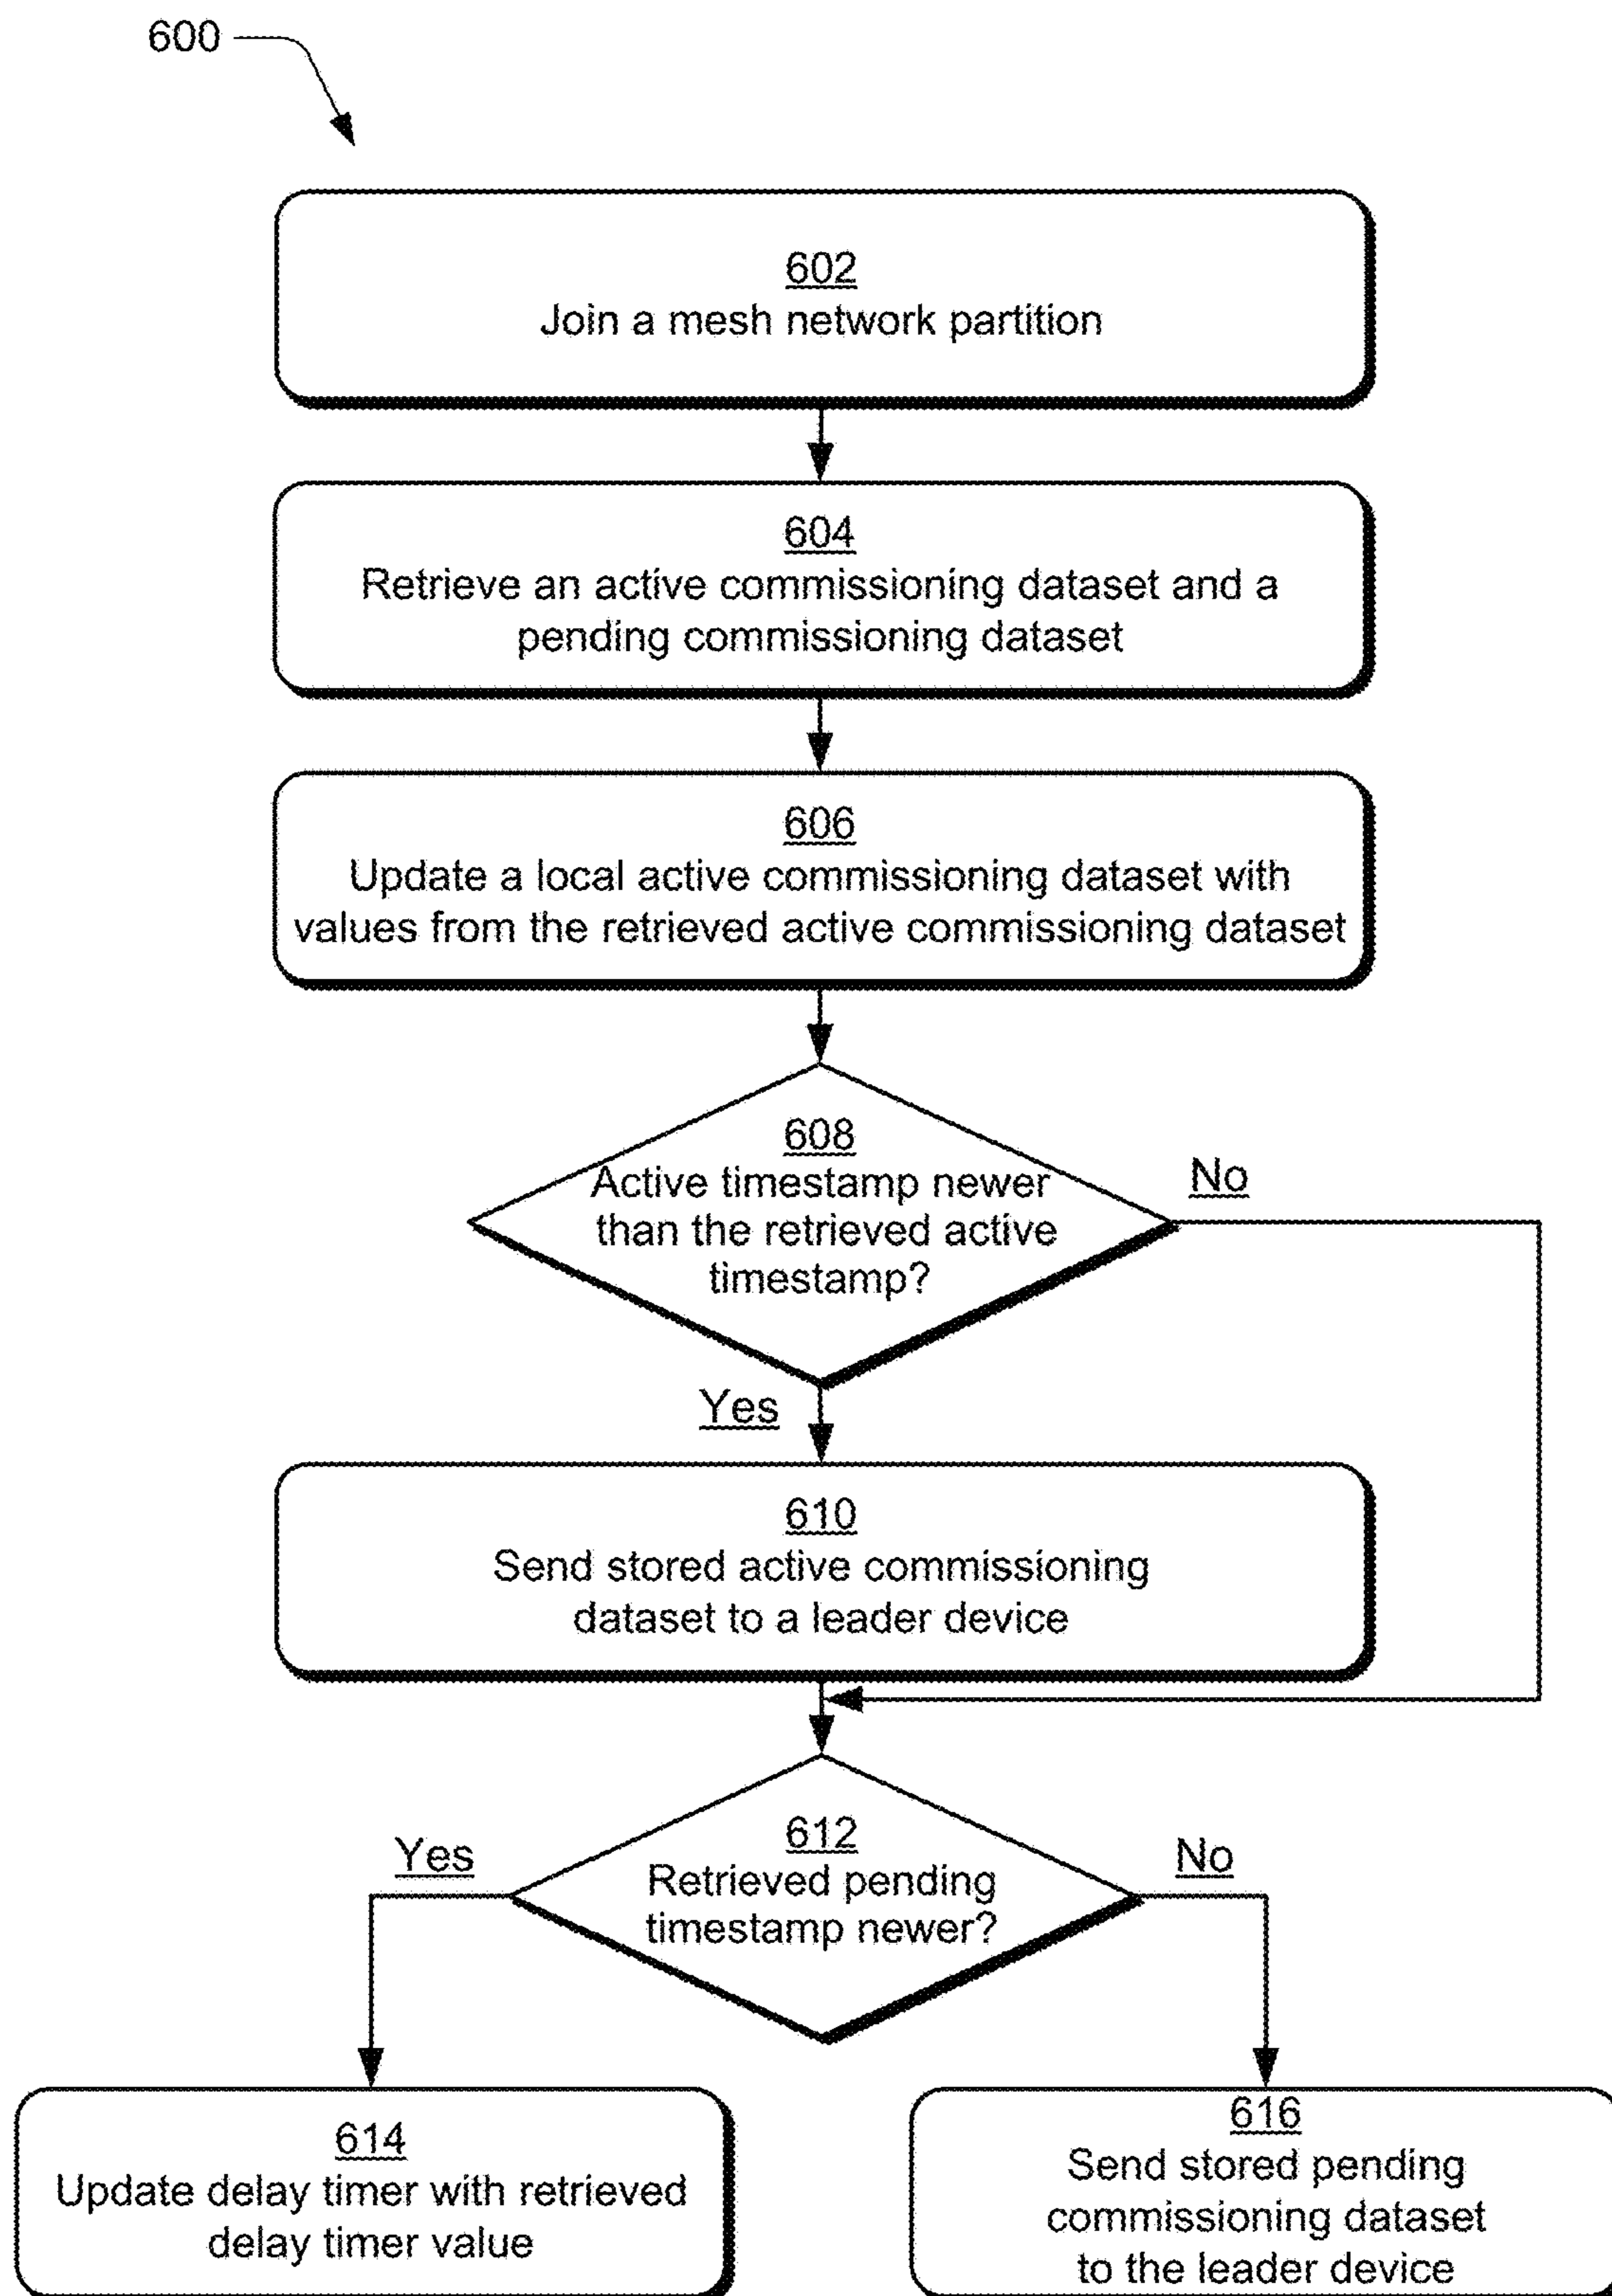 600
602
Join a mesh network partition
604
Retrieve an active commissioning dataset and a
pending commissioning dataset
606
Update a local active commissioning dataset with
values from the retrieved active commissioning dataset
608
Active timestamp newer
than the retrieved active
timestamp?
No
Yes
610
Send stored active commissioning
dataset to a leader device
612
Retrieved pending
timestamp newer?
Yes
No
614
Update delay timer with retrieved
delay timer value
616
Send stored pending
commissioning dataset
to the leader device